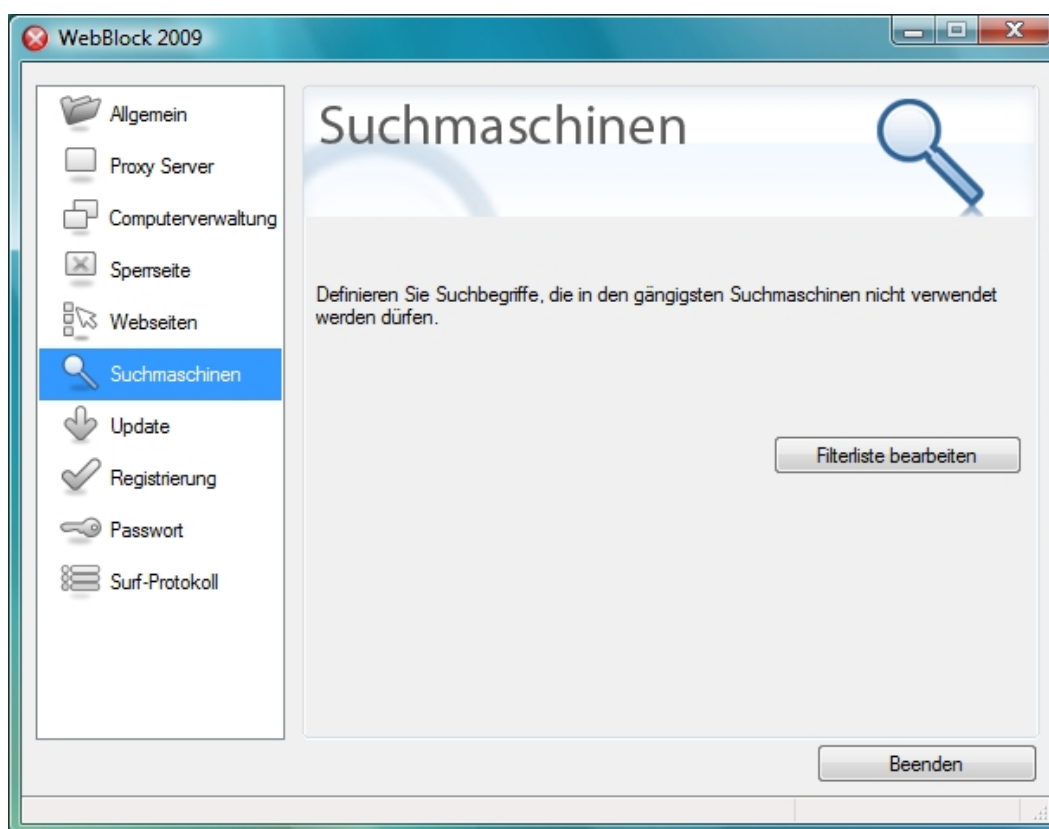 WebBlock 2009
Allgemein
Proxy Server
Computerverwaltung
Sperrseite
Webseiten
Suchmaschinen
Update
Registrierung
Passwort
Surf-Protokoll
Suchmaschinen
Definieren Sie Suchbegriffe, die in den gängigsten Suchmaschinen nicht verwendet
werden dürfen.
Filterliste bearbeiten
Beenden